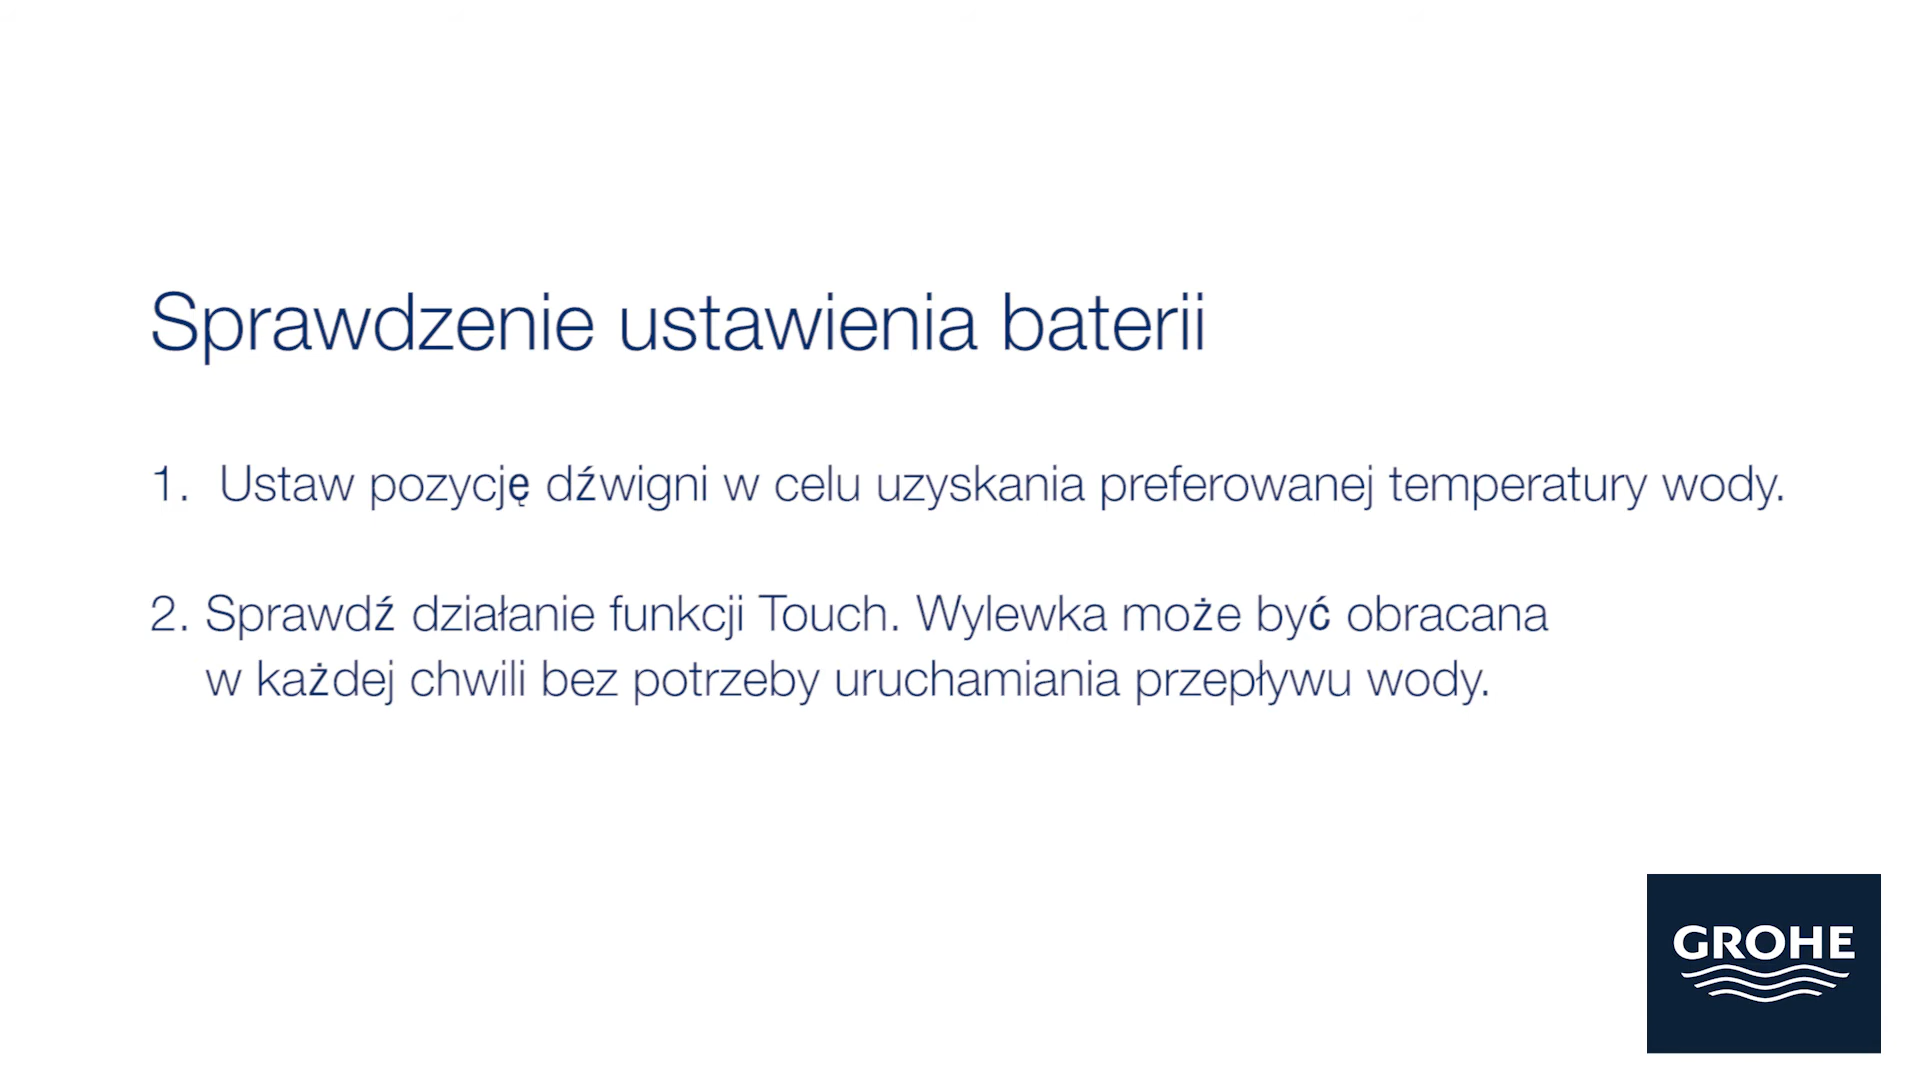 Sprawdzenie ustawienia baterii
1. Ustaw pozycję dźwigni w celu uzyskania preferowanej temperatury wody.
2. Sprawdź działanie funkcji Touch. Wylewka może być obracana
w każdej chwili bez potrzeby uruchamiania przepływu wody.
GROHE